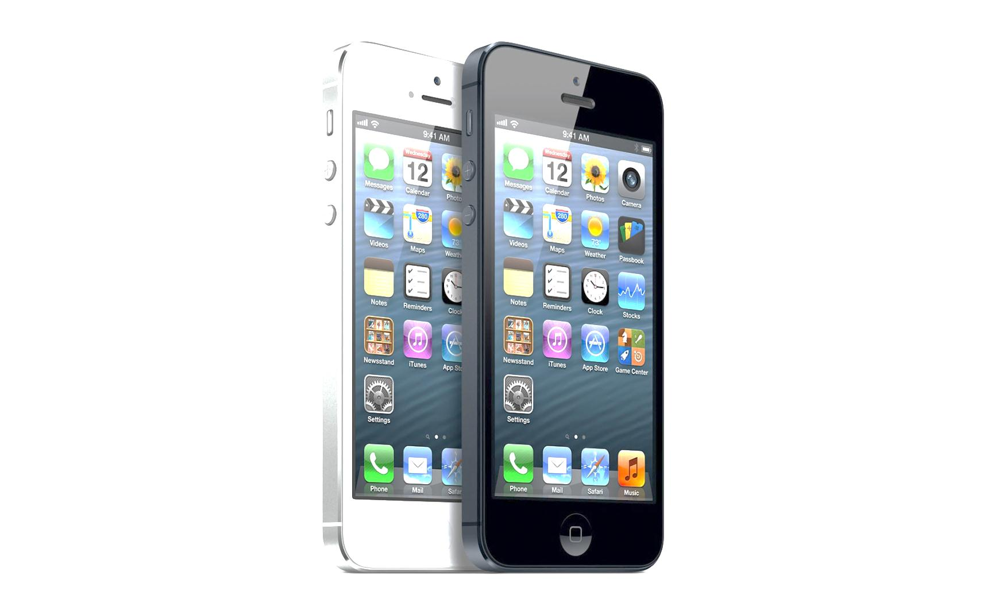 9:41 AM
Wednesday
12
Messages
Calendar
Photo
280
Videos
Maps
73°
Weath
Notes
Reminders
Clock
Newsstand
iTunes
App Sto
Settings
Phone
Mail
Safar
9:41 AM
Wednesday
12
Messages
Calendar
Photos
Camera
280
73°
Videos
Maps
Weather
Passbook
Notes
Reminders
Clock
Stocks
Newsstand
iTunes
App Store
Game Center
Settings
Phone
Mail
Safari
Music